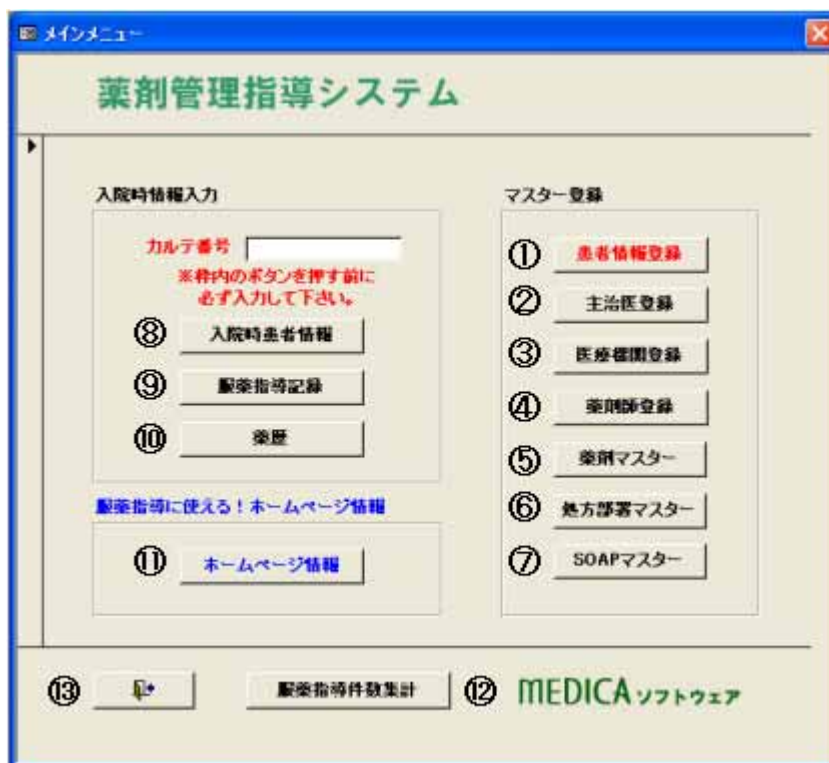 メインメニュー
薬剤管理指導システム
入院時情報入力
カルテ番号
※枠内のボタンを押す前に
必ず入力して下さい。
⑧ 入院時患者情報
⑨ 服薬指導記録
⑩ 薬歴
服薬指導に使える！ホームページ情報
⑪ ホームページ情報
マスター登録
① 患者情報登録
② 主治医登録
③ 医療機関登録
④ 薬剤師登録
⑤ 薬剤マスター
⑥ 処方部署マスター
⑦ SOAPマスター
⑬
服薬指導件数集計 ⑫
MEDICAソフトウェア